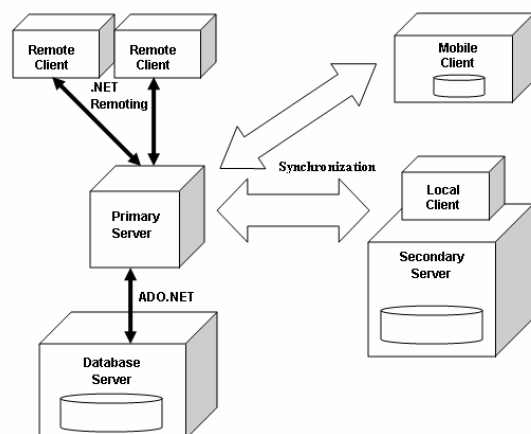 Remote
Client
Remote
Client
.NET
Remoting
Mobile
Client
Synchronization
Primary
Server
Local
Client
Secondary
Server
ADO.NET
Database
Server